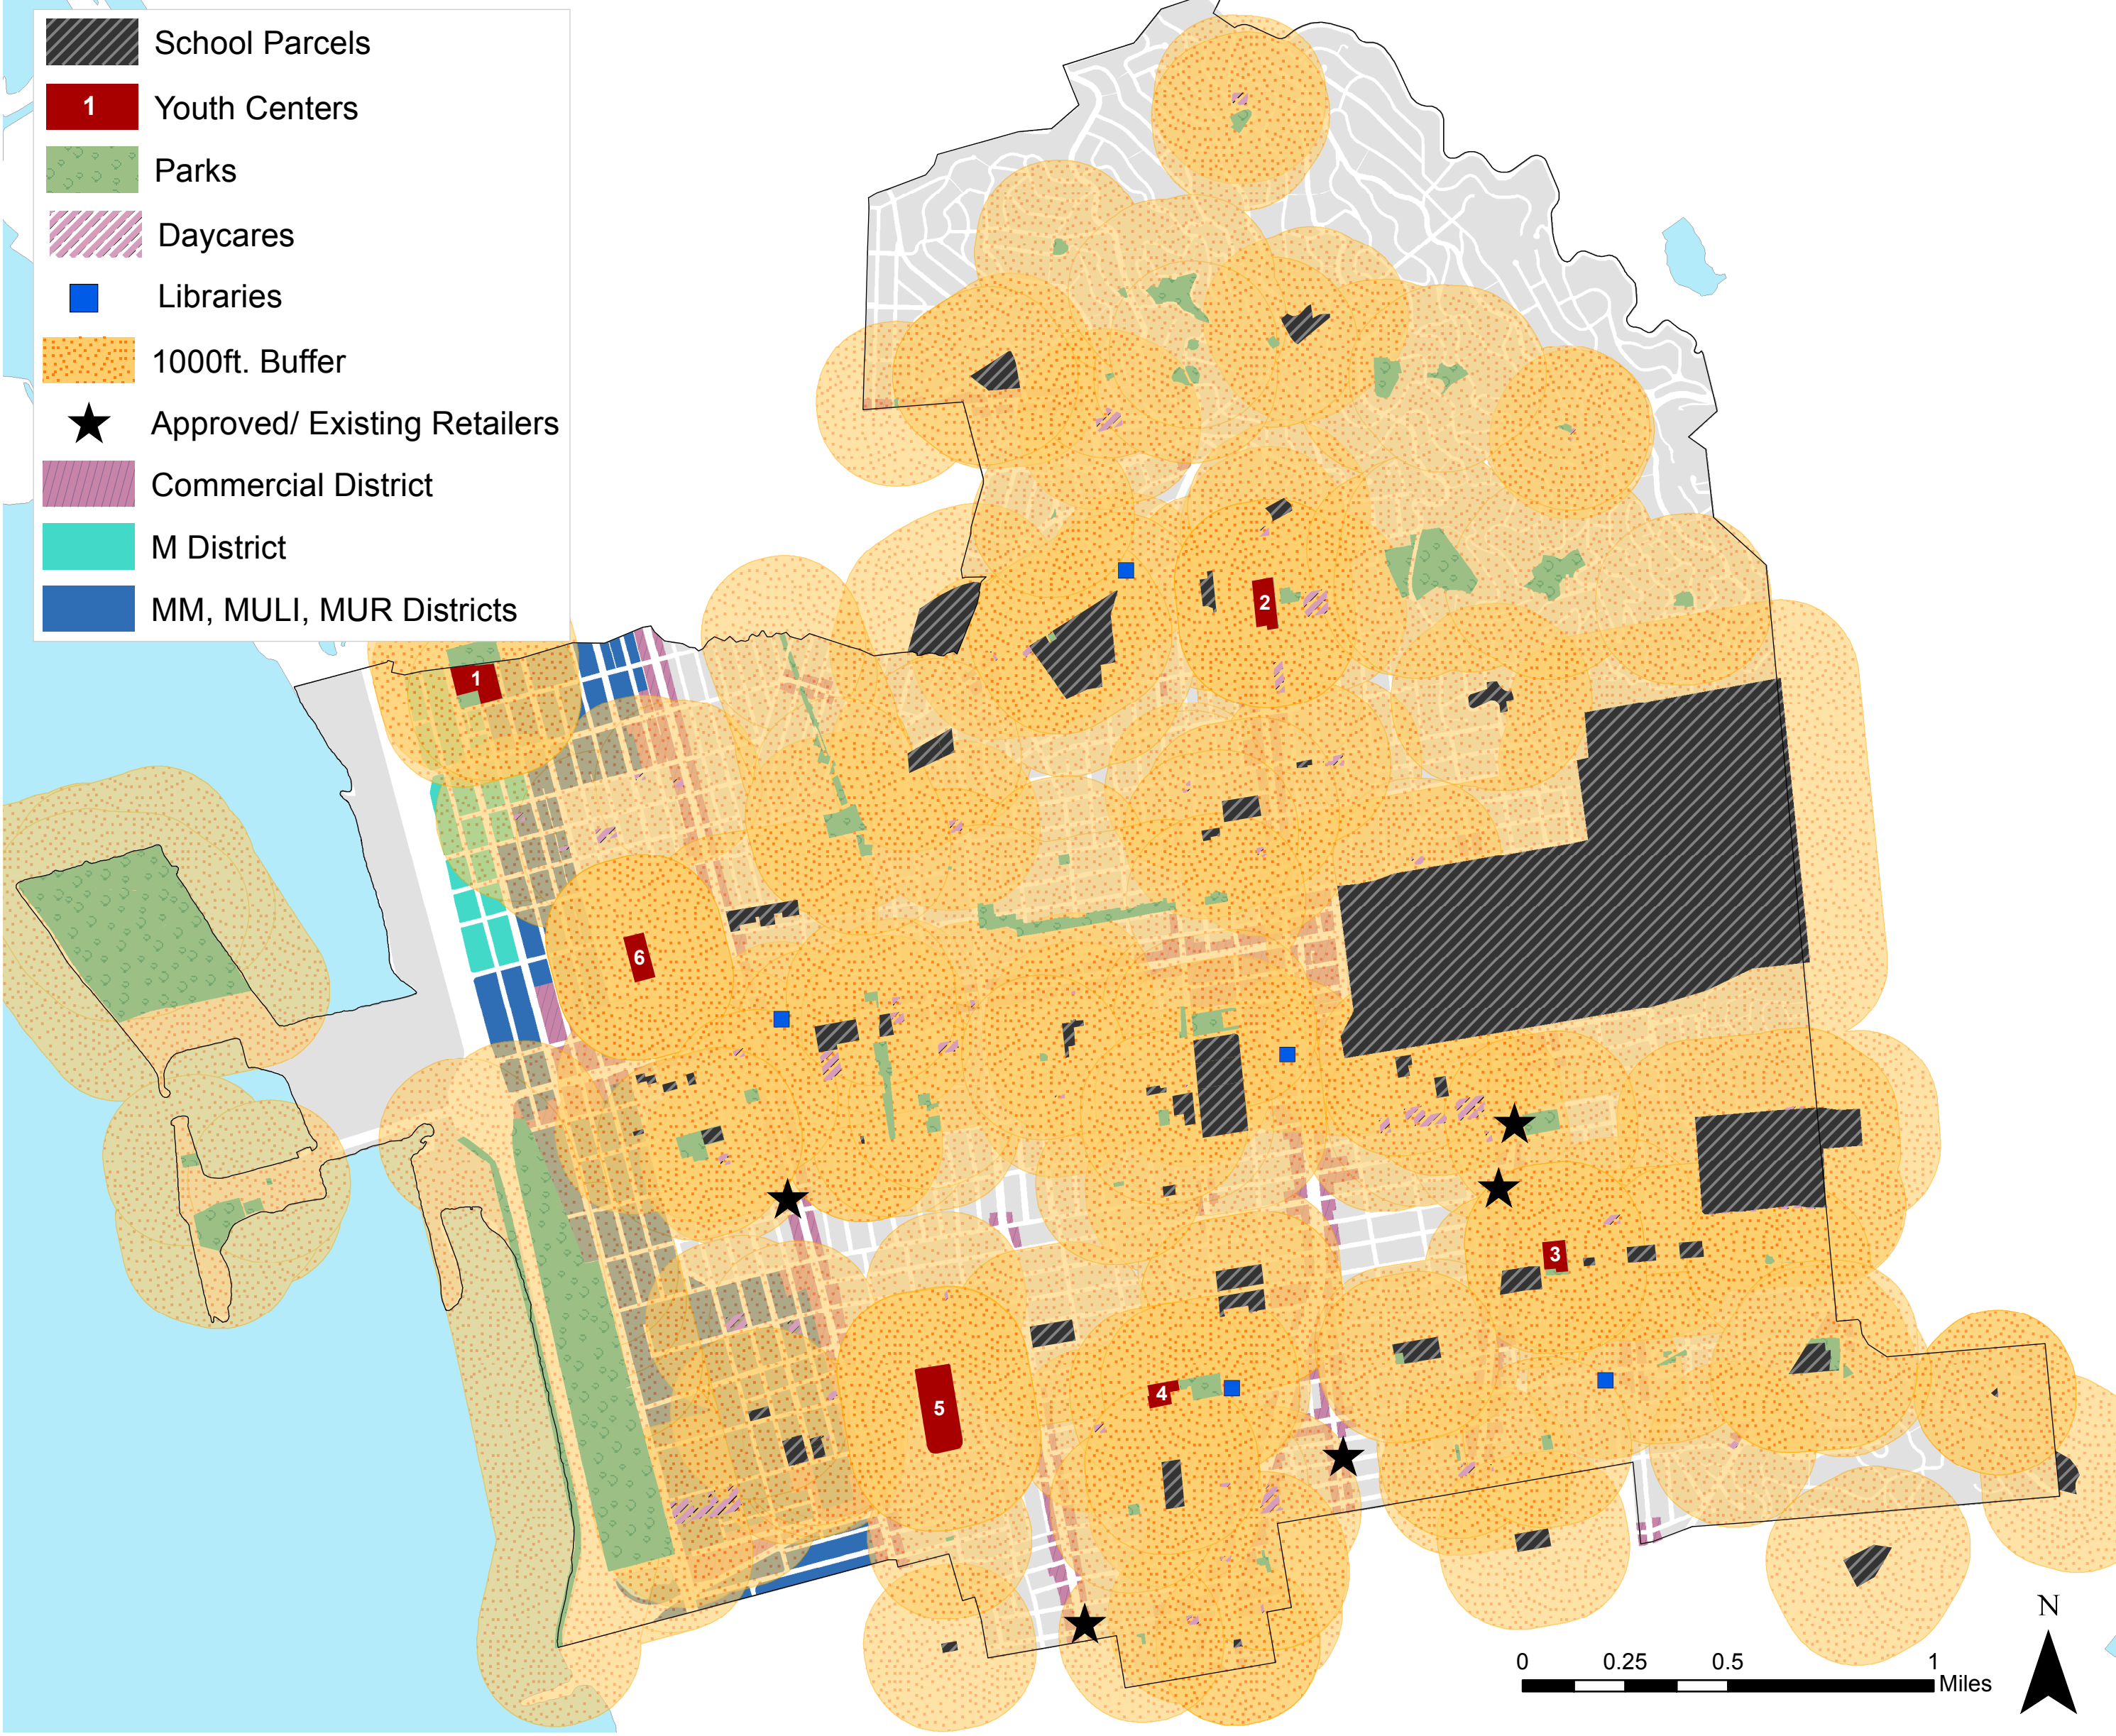 School Parcels
1 Youth Centers
Parks
Daycares
Libraries
1000ft. Buffer
Approved/ Existing Retailers
Commercial District
M District
MM, MULI, MUR Districts
2
1
6
3
4
5
N
0 0.25 0.5 1
Miles